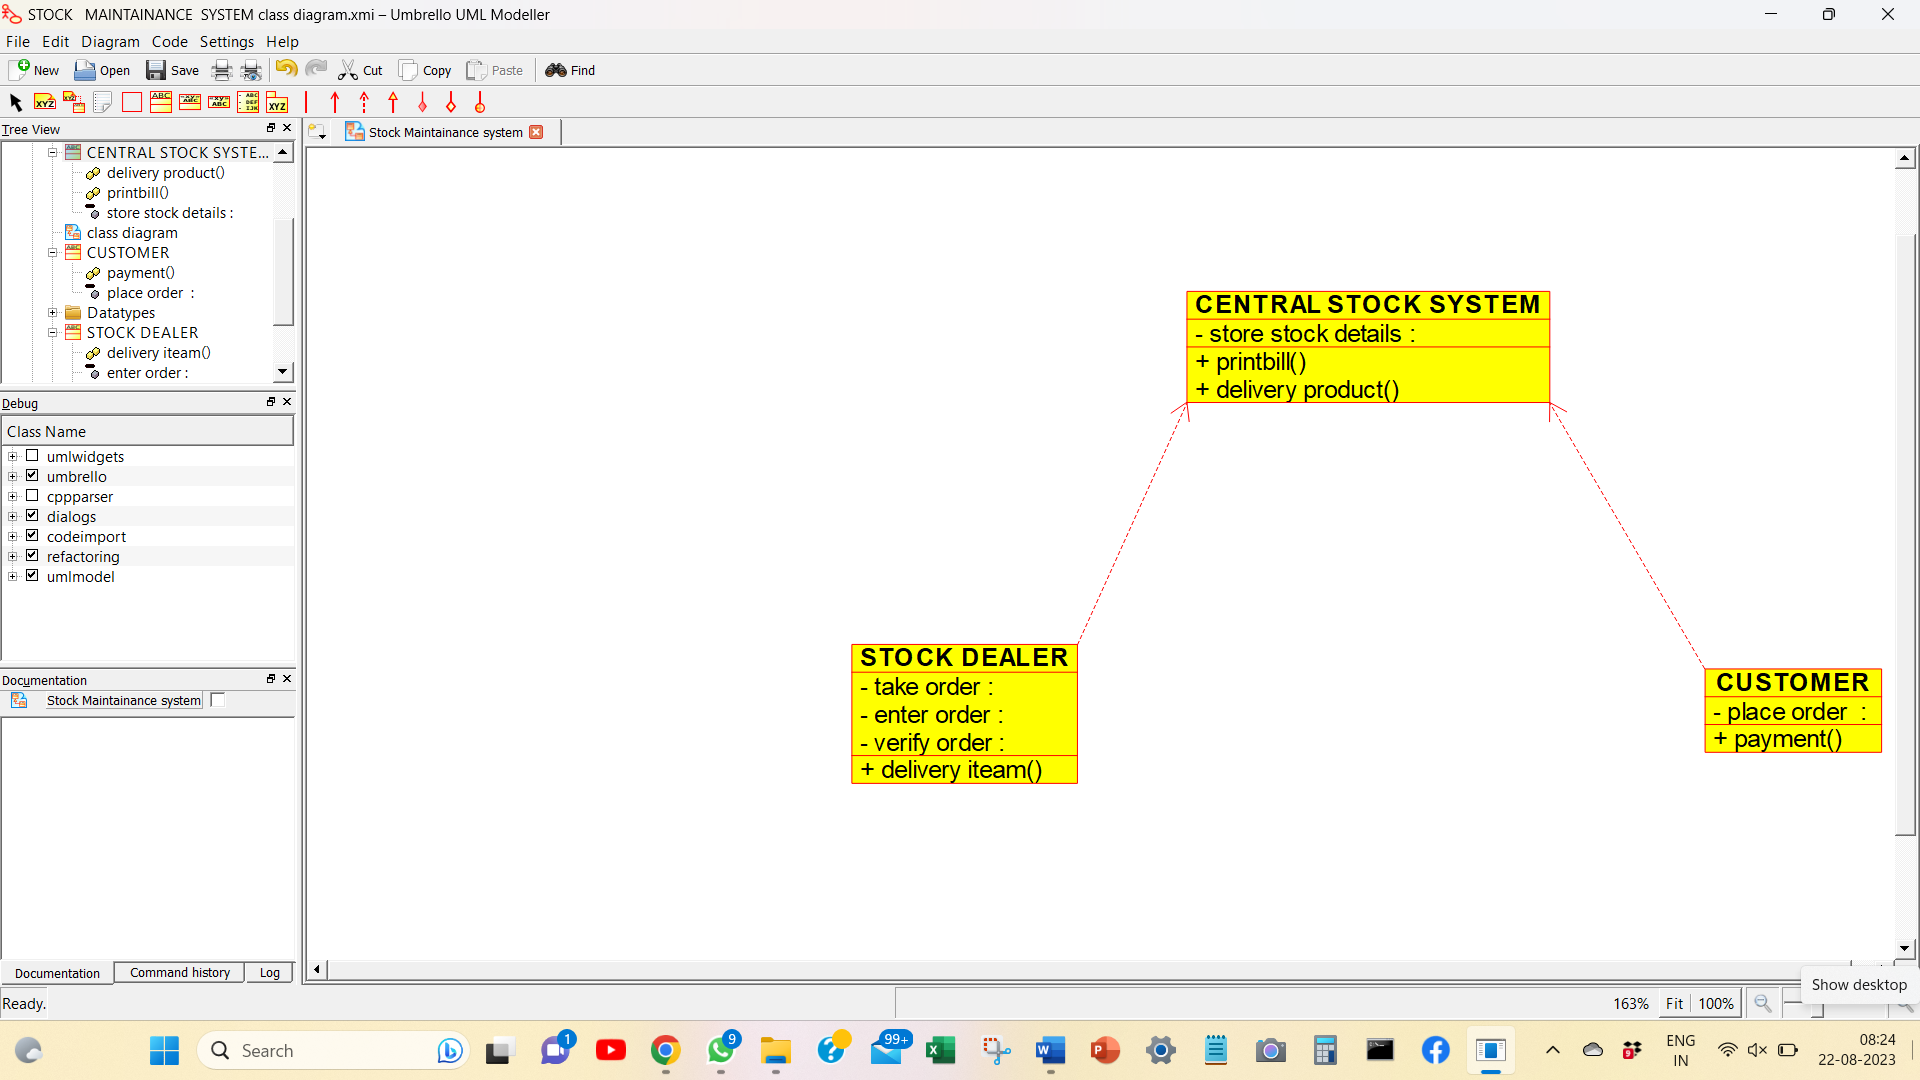 STOCK   MAINTAINANCE  SYSTEM class diagram.xmi – Umbrello UML Modeller
File Edit Diagram Code Settings Help
New Open Save Cut Copy Paste Find
Tree View
Stock Maintainance system
CENTRAL STOCK SYSTE...
delivery product()
printbill()
store stock details :
class diagram
CUSTOMER
payment()
place order  :
Datatypes
STOCK DEALER
delivery iteam()
enter order :
Debug
Class Name
umlwidgets
umbrello
cppparser
dialogs
codeimport
refactoring
umlmodel
Documentation
Stock Maintainance system
Documentation Command history Log
CENTRAL STOCK SYSTEM
- store stock details :
+ printbill()
+ delivery product()
STOCK DEALER
- take order :
- enter order :
- verify order :
+ delivery iteam()
CUSTOMER
- place order  :
+ payment()
Show desktop
Ready.
163% Fit 100%
Search
1
9
99+
9
ENG
IN
08:24
22-08-2023